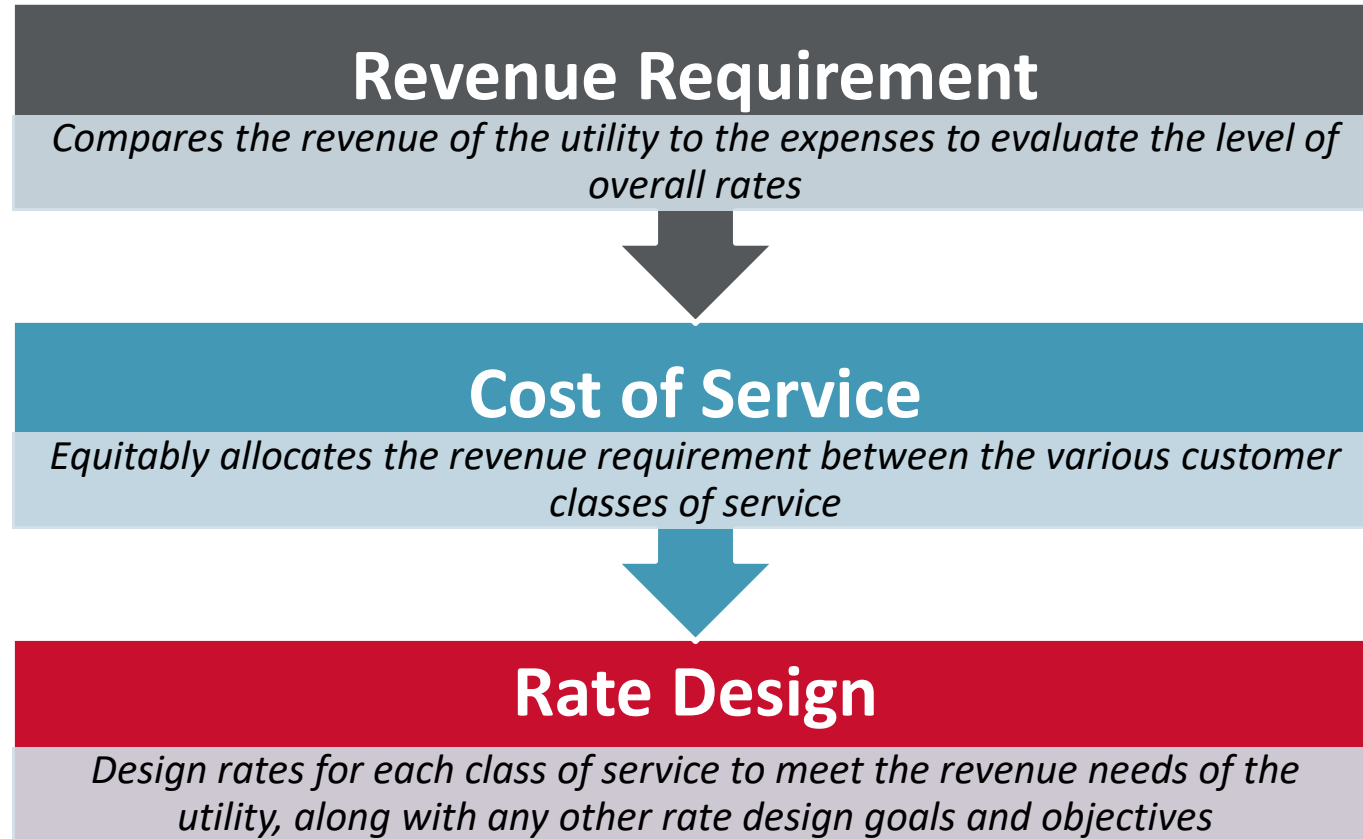 Revenue Requirement
Compares the revenue of the utility to the expenses to evaluate the level of
overall rates
Cost of Service
Equitably allocates the revenue requirement between the various customer
classes of service
Rate Design
Design rates for each class of service to meet the revenue needs of the
utility, along with any other rate design goals and objectives